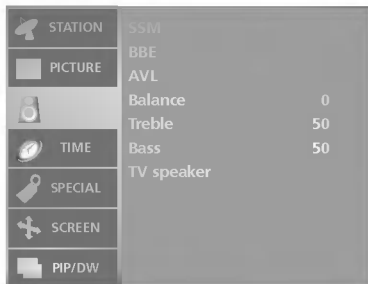 STATION
PICTURE
TIME
SPECIAL
SCREEN
PIP/DW
SSM
BBE
AVL
Balance 0
Treble 50
Bass 50
TV speaker